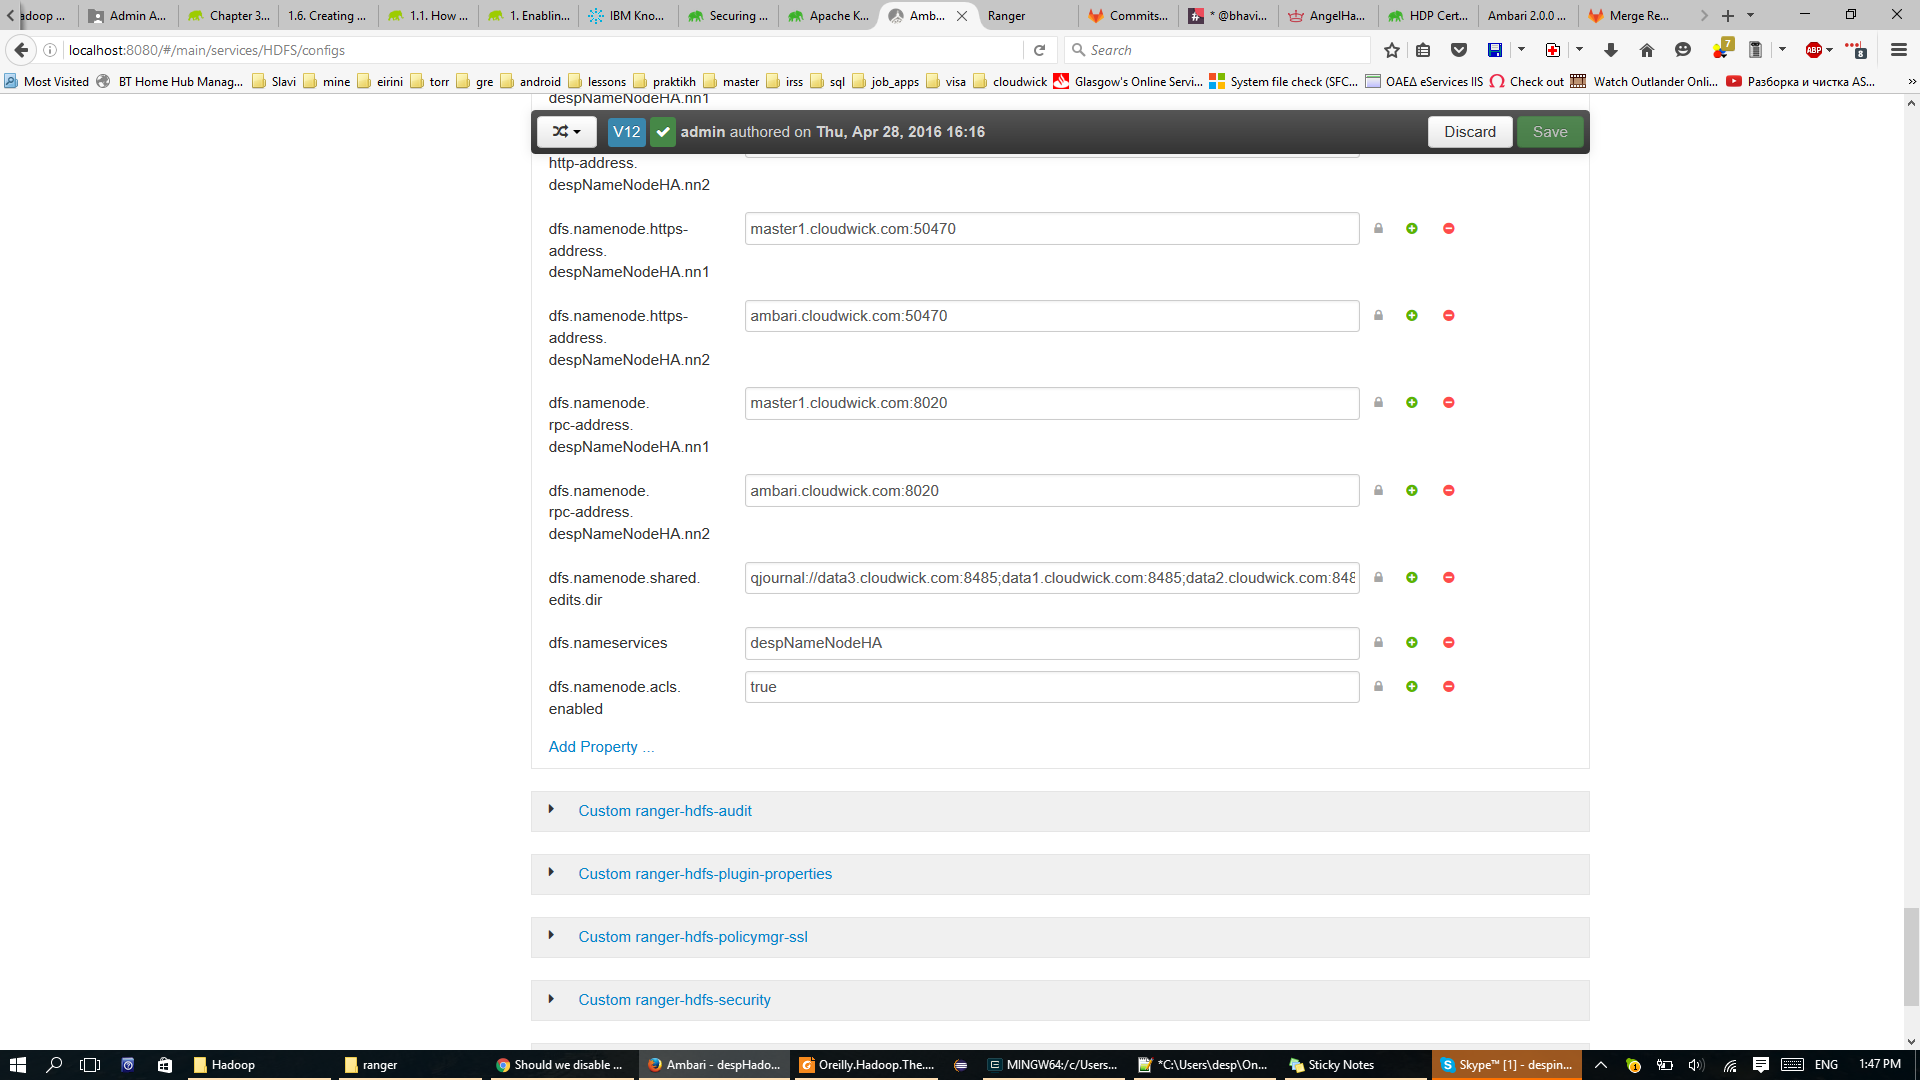 adoop ...
Admin A...
Chapter 3...
1.6. Creating ...
1.1. How ...
1. Enablin...
IBM Kno...
Securing ...
Apache K...
Amb...
Ranger
Commits...
* @bhavi...
AngelHa...
HDP Cert...
Ambari 2.0.0 ...
Merge Re...
localhost:8080/#/main/services/HDFS/configs
Search
7
ABP
8
Most Visited
BT Home Hub Manag...
Slavi
mine
eirini
torr
gre
android
lessons
praktikh
master
irss
sql
job_apps
visa
cloudwick
Glasgow's Online Servi...
System file check (SFC...
ΟΑΕΔ eServices IIS
Check out
Watch Outlander Onli...
Разборка и чистка AS...
despNameNodeHA.nn1
V12
admin authored on Thu, Apr 28, 2016 16:16
Discard
Save
http-address.
despNameNodeHA.nn2
dfs.namenode.https-
address.
despNameNodeHA.nn1
master1.cloudwick.com:50470
dfs.namenode.https-
address.
despNameNodeHA.nn2
ambari.cloudwick.com:50470
dfs.namenode.
rpc-address.
despNameNodeHA.nn1
master1.cloudwick.com:8020
dfs.namenode.
rpc-address.
despNameNodeHA.nn2
ambari.cloudwick.com:8020
dfs.namenode.shared.
edits.dir
qjournal://data3.cloudwick.com:8485;data1.cloudwick.com:8485;data2.cloudwick.com:848
dfs.nameservices
despNameNodeHA
dfs.namenode.acls.
enabled
true
Add Property ...
Custom ranger-hdfs-audit
Custom ranger-hdfs-plugin-properties
Custom ranger-hdfs-policymgr-ssl
Custom ranger-hdfs-security
Hadoop
ranger
Should we disable ...
Ambari - despHado...
Oreilly.Hadoop.The....
MINGW64:/c/Users...
*C:\Users\desp\On...
Sticky Notes
Skype™ [1] - despin...
ENG
1:47 PM